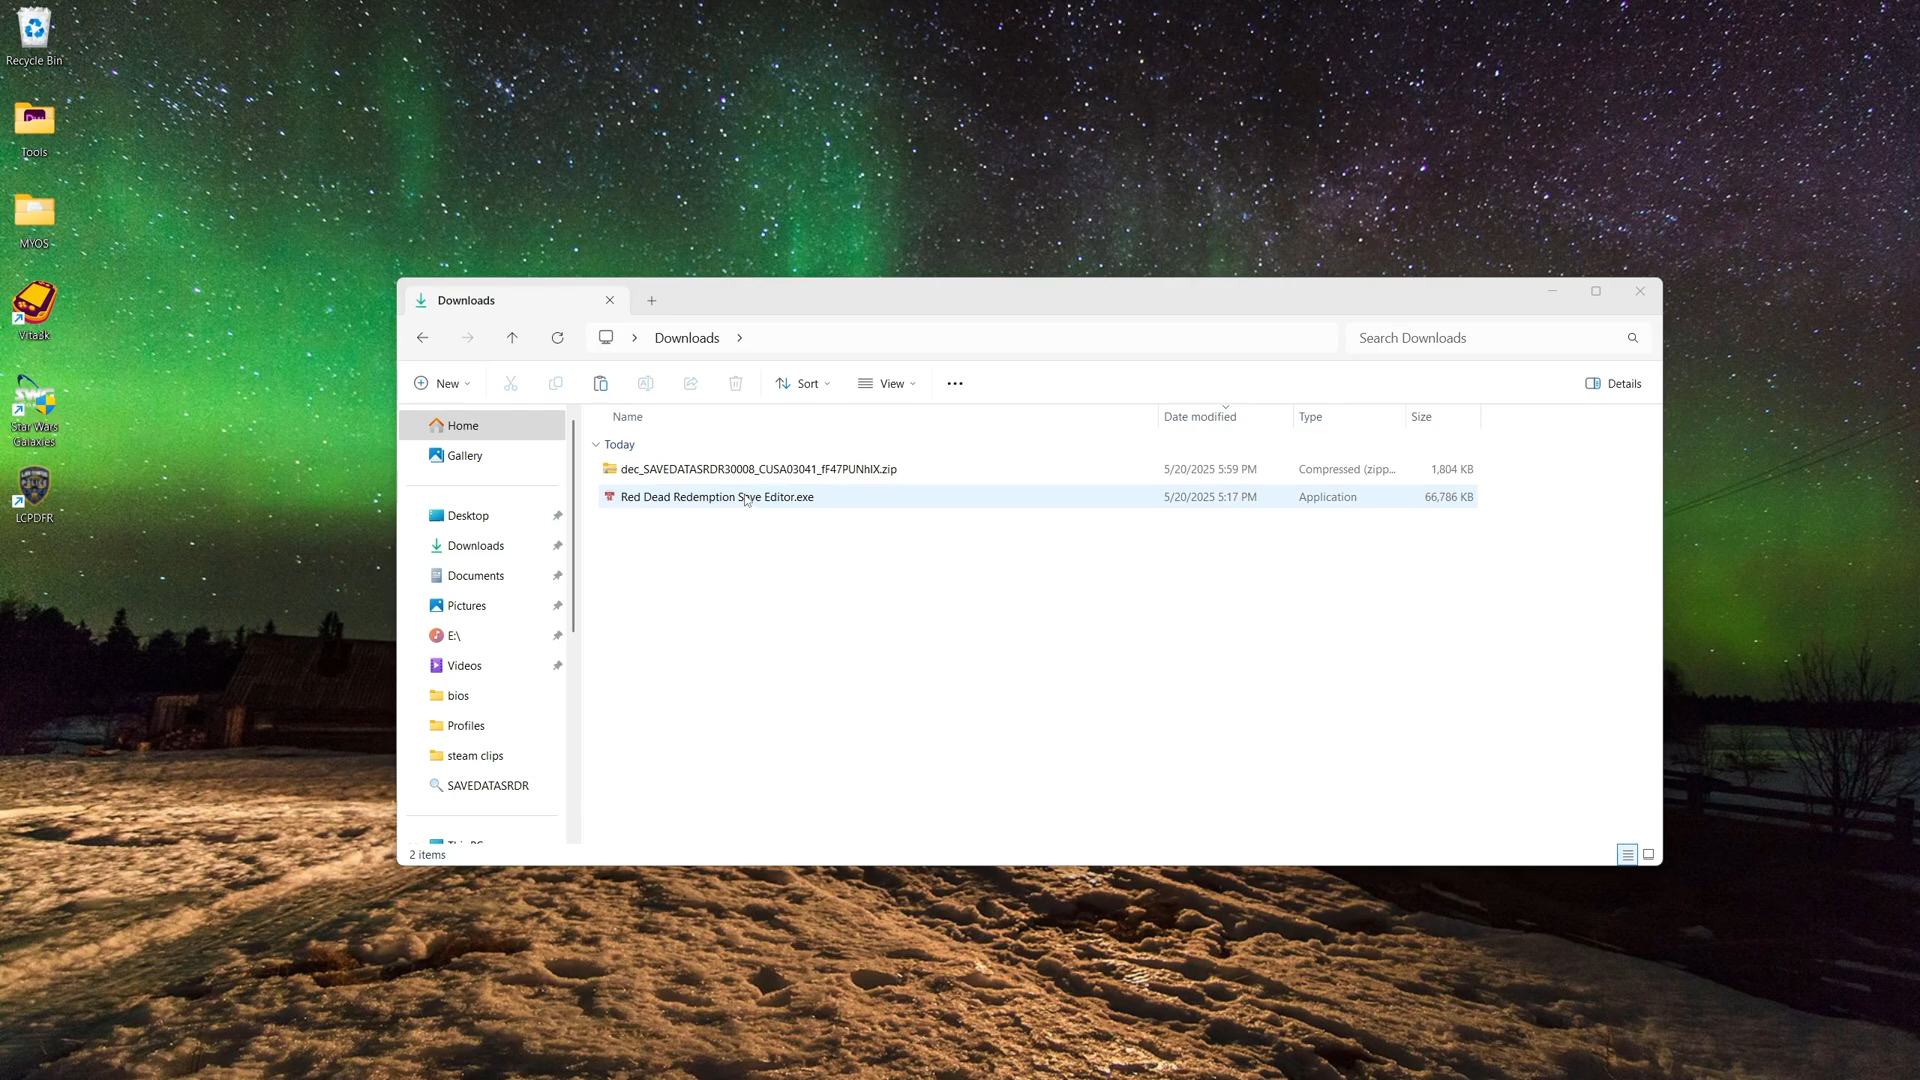 Recycle Bin
Tools
MYOS
Vita3k
Star Wars
Galaxies
LCPDFR
Downloads
Downloads
Search Downloads
New
Sort
View
Details
Home
Gallery
Desktop
Downloads
Documents
Pictures
E:\
Videos
bios
Profiles
steam clips
SAVEDATASRDR
Name Date modified Type Size
Today
dec_SAVEDATASRDR30008_CUSA03041_fF47PUNhIX.zip 5/20/2025 5:59 PM Compressed (zipp... 1,804 KB
Red Dead Redemption Save Editor.exe 5/20/2025 5:17 PM Application 66,786 KB
2 items